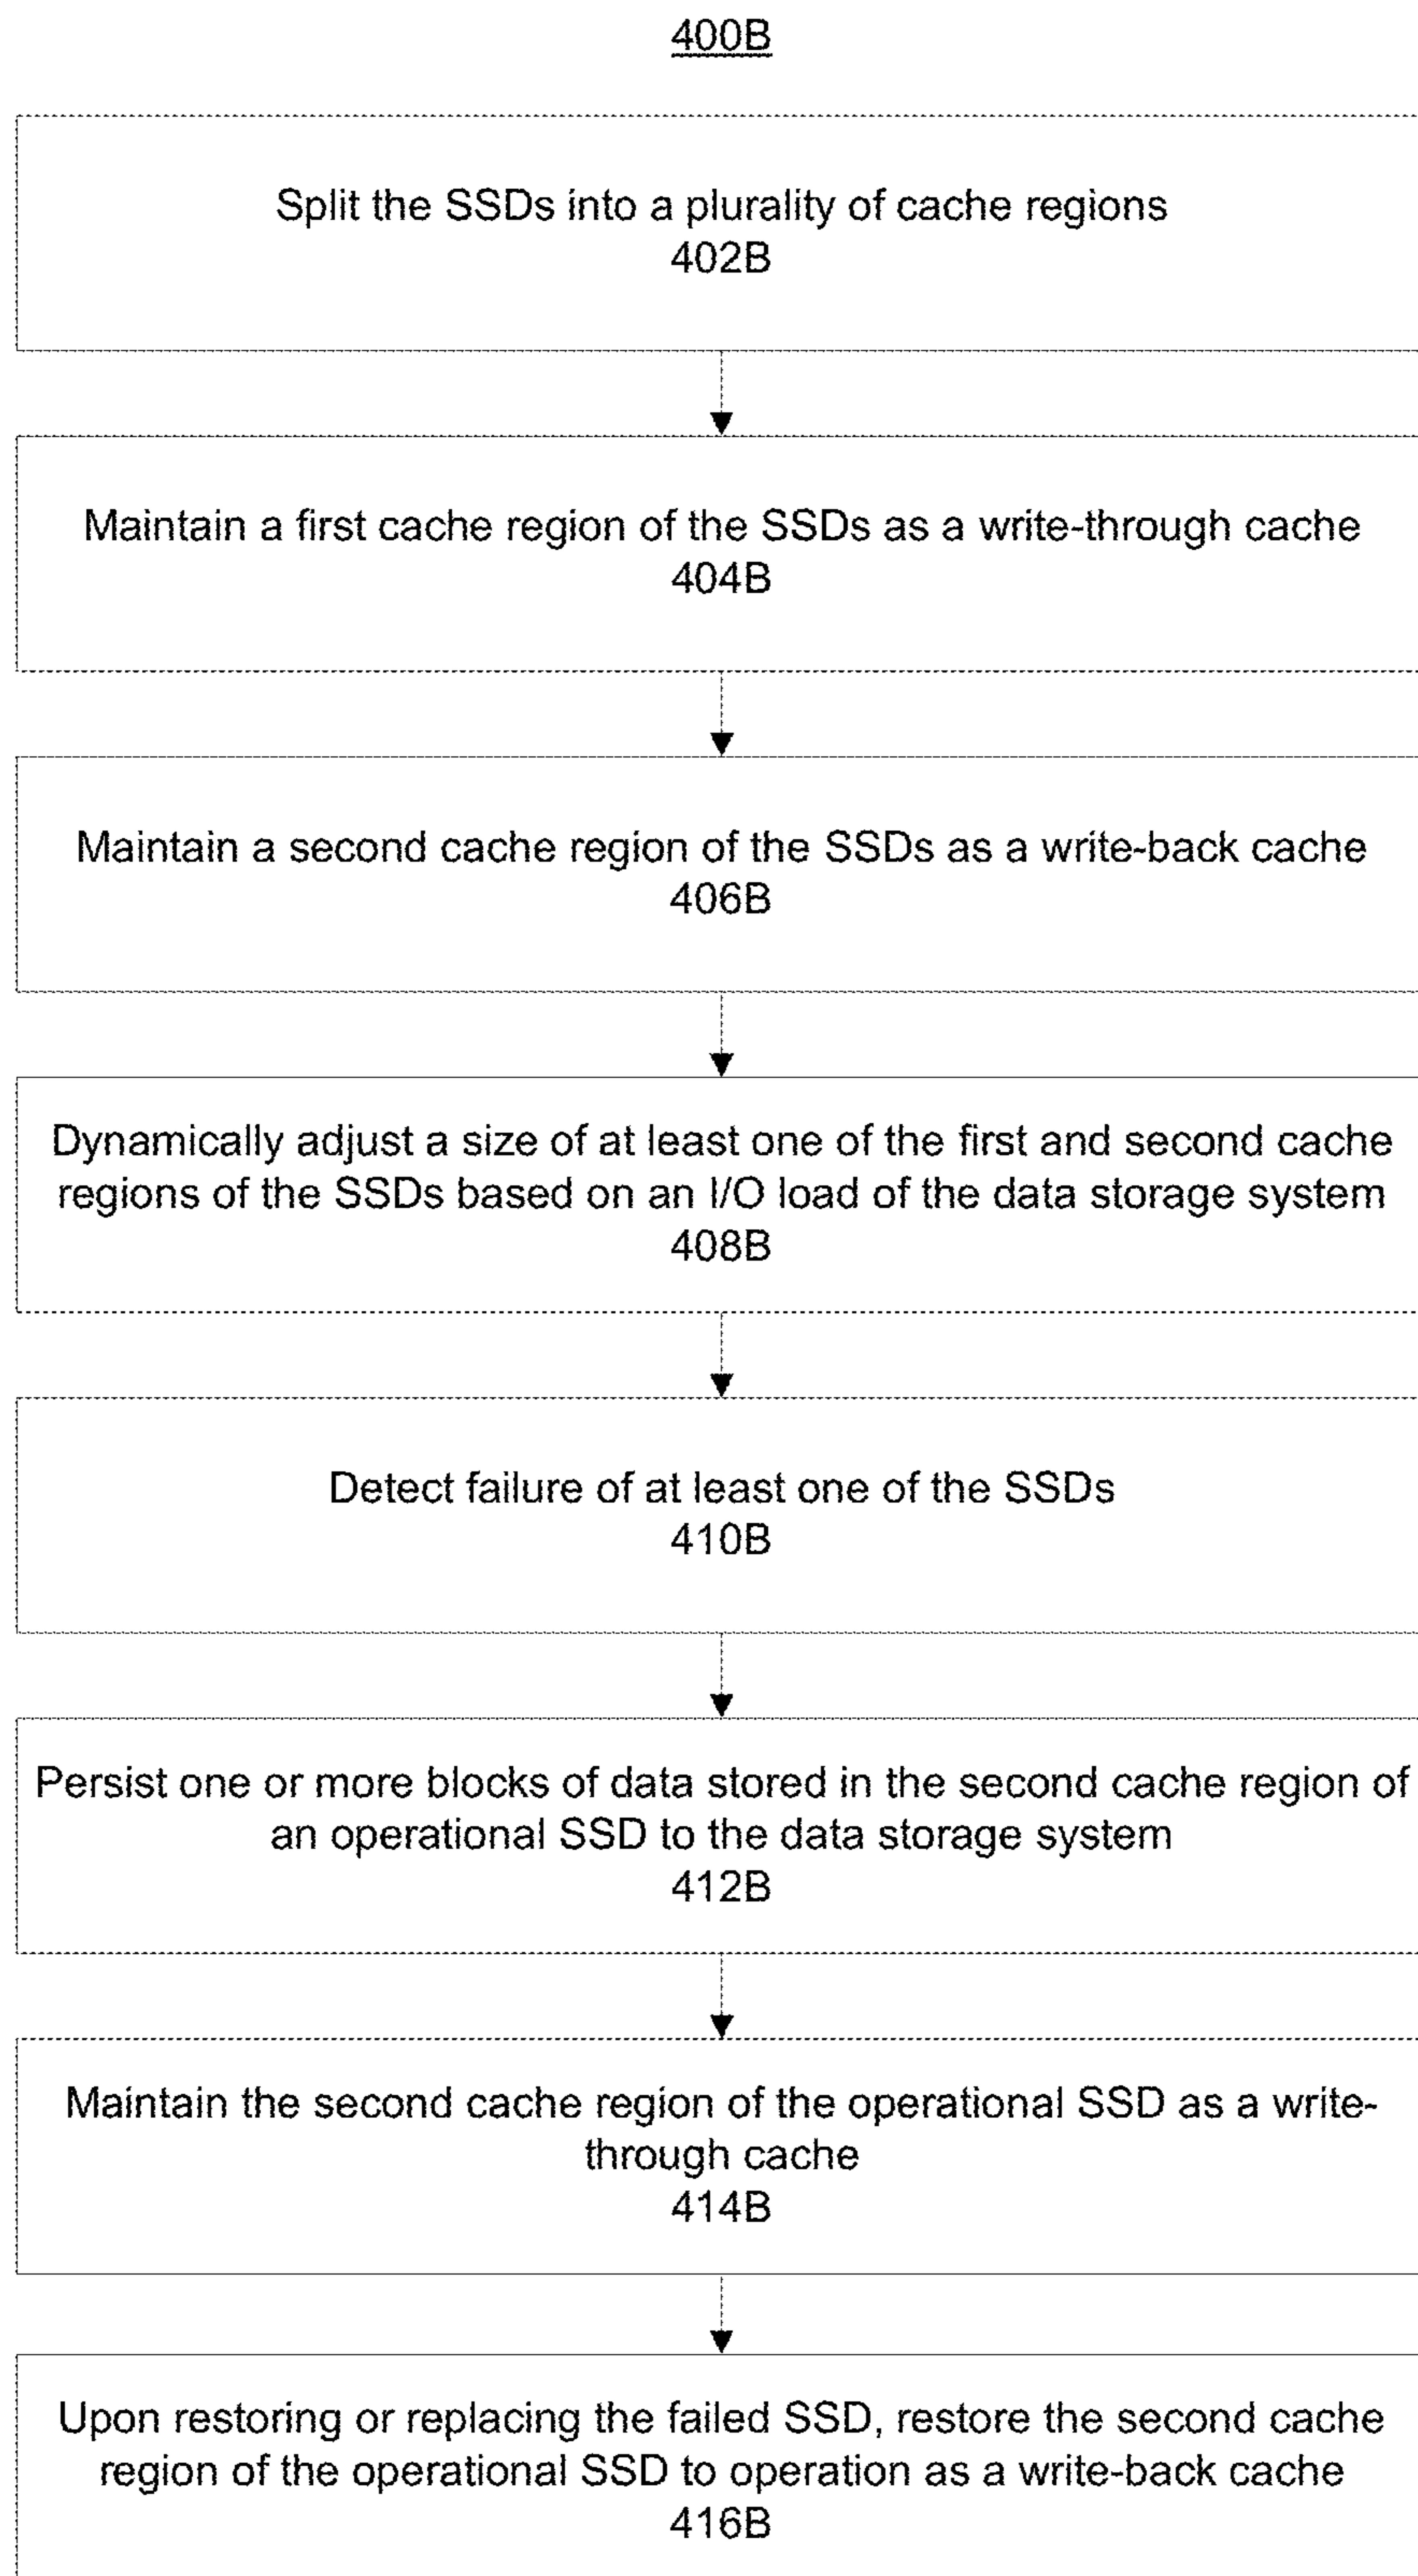 400B
Split the SSDs into a plurality of cache regions
402B
Maintain a first cache region of the SSDs as a write-through cache
404B
Maintain a second cache region of the SSDs as a write-back cache
406B
Dynamically adjust a size of at least one of the first and second cache
regions of the SSDs based on an I/O load of the data storage system
408B
Detect failure of at least one of the SSDs
410B
Persist one or more blocks of data stored in the second cache region of
an operational SSD to the data storage system
412B
Maintain the second cache region of the operational SSD as a write-
through cache
414B
Upon restoring or replacing the failed SSD, restore the second cache
region of the operational SSD to operation as a write-back cache
416B